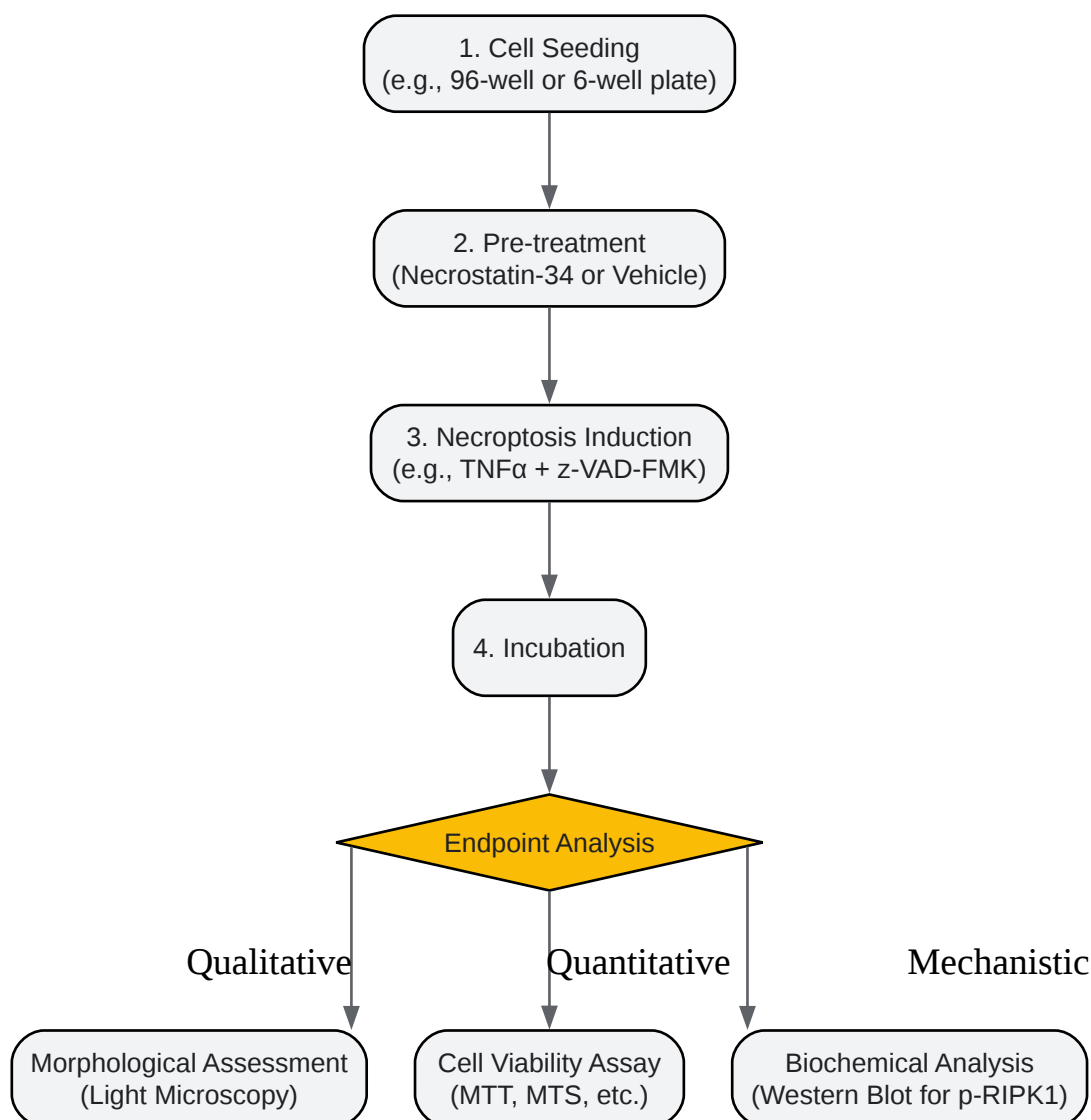 1. Cell Seeding
(e.g., 96-well or 6-well plate)
2. Pre-treatment
(Necrostatin-34 or Vehicle)
3. Necroptosis Induction
(e.g., TNFα + z-VAD-FMK)
4. Incubation
Endpoint Analysis
Qualitative
Quantitative
Mechanistic
Morphological Assessment
(Light Microscopy)
Cell Viability Assay
(MTT, MTS, etc.)
Biochemical Analysis
(Western Blot for p-RIPK1)